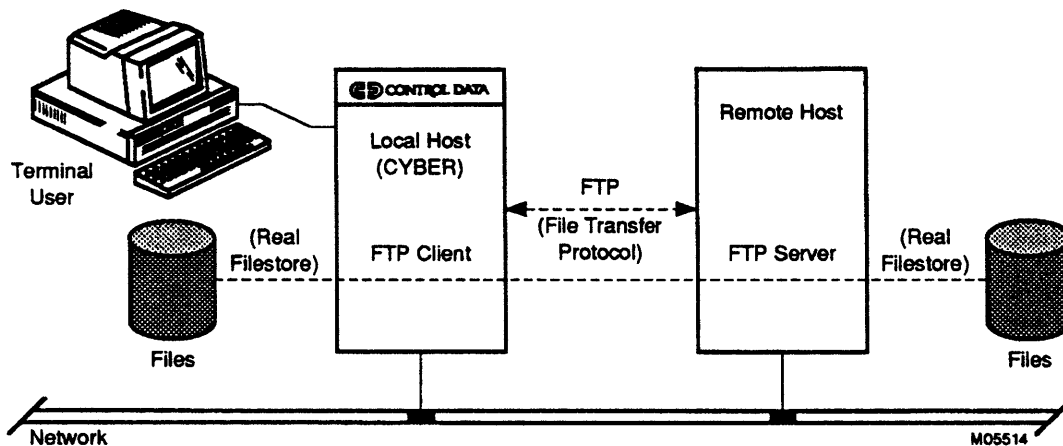 CONTROL DATA
Local Host
(CYBER)
Remote Host
Terminal
User
FTP
(File Transfer
Protocol)
(Real
Filestore)
FTP Client
FTP Server
(Real
Filestore)
Files
Files
Network
M05514